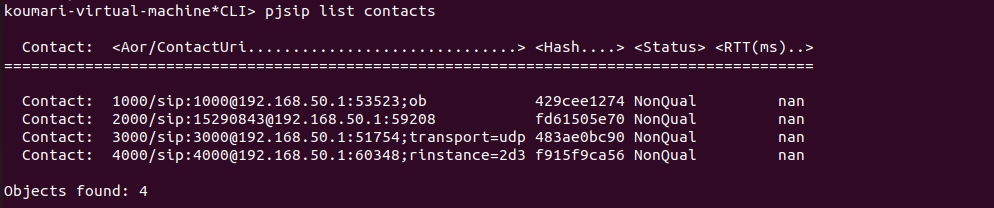 koumari-virtual-machine*CLI> pjsip list contacts
Contact: <Aor/ContactUri..............................> <Hash....> <Status> <RTT(ms)..>
==========================================================================================
Contact: 1000/sip:1000@192.168.50.1:53523;ob 429cee1274 NonQual nan
Contact: 2000/sip:15290843@192.168.50.1:59208 fd61505e70 NonQual nan
Contact: 3000/sip:3000@192.168.50.1:51754;transport=udp 483ae0bc90 NonQual nan
Contact: 4000/sip:4000@192.168.50.1:60348;rinstance=2d3 f915f9ca56 NonQual nan
Objects found: 4